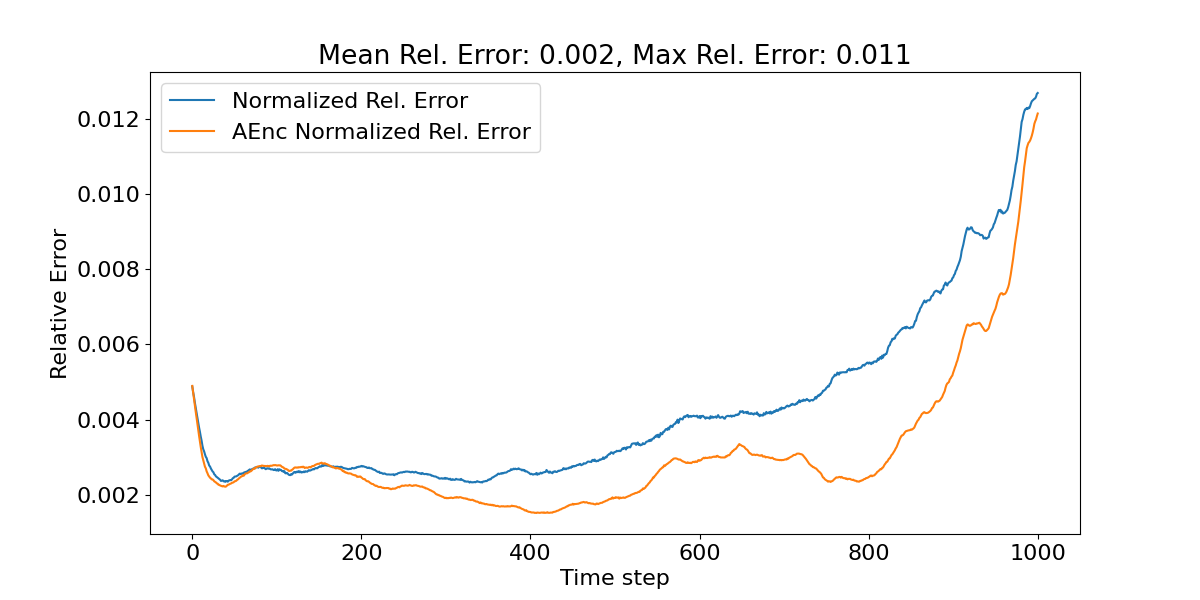 Mean Rel. Error: 0.002, Max Rel. Error: 0.011
Normalized Rel. Error
AEnc Normalized Rel. Error
0.012
0.010
0.008
0.006
0.004
0.002
Relative Error
0 200 400 600 800 1000
Time step